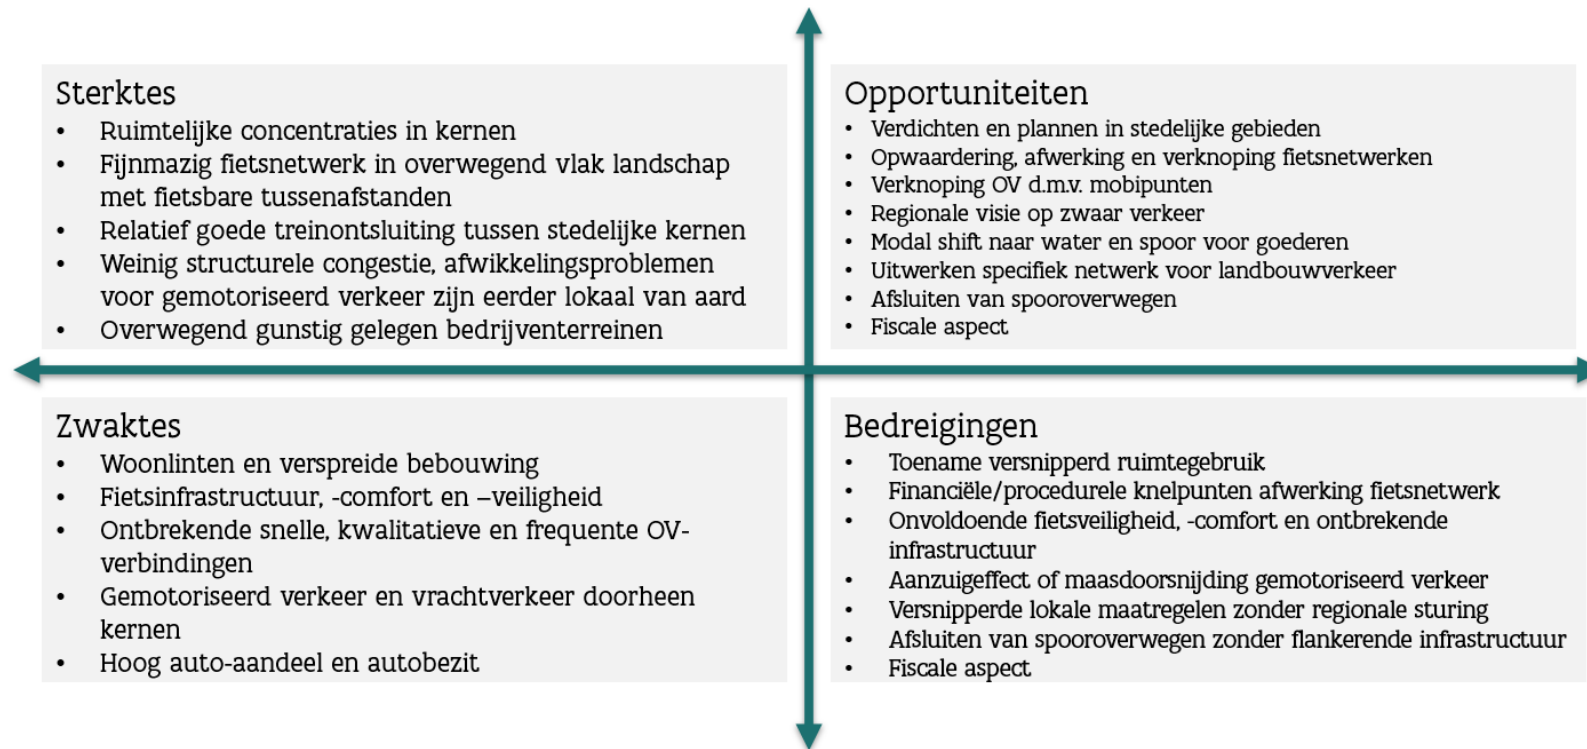 Sterktes
• Ruimtelijke concentraties in kernen
• Fijnmazig fietsnetwerk in overwegend vlak landschap
met fietsbare tussenafstanden
• Relatief goede treinontsluiting tussen stedelijke kernen
• Weinig structurele congestie, afwikkelingsproblemen
voor gemotoriseerd verkeer zijn eerder lokaal van aard
• Overwegend gunstig gelegen bedrijventerreinen
Opportuniteiten
• Verdichten en plannen in stedelijke gebieden
• Opwaardering, afwerking en verknoping fietsnetwerken
• Verknoping OV d.m.v. mobipunten
• Regionale visie op zwaar verkeer
• Modal shift naar water en spoor voor goederen
• Uitwerken specifiek netwerk voor landbouwverkeer
• Afsluiten van spooroverwegen
• Fiscale aspect
Zwaktes
• Woonlinten en verspreide bebouwing
• Fietsinfrastructuur, -comfort en –veiligheid
• Ontbrekende snelle, kwalitatieve en frequente OV-
verbindingen
• Gemotoriseerd verkeer en vrachtverkeer doorheen
kernen
• Hoog auto-aandeel en autobezit
Bedreigingen
• Toename versnipperd ruimtegebruik
• Financiële/procedurele knelpunten afwerking fietsnetwerk
• Onvoldoende fietsveiligheid, -comfort en ontbrekende
infrastructuur
• Aanzuigeffect of maasdoorsnijding gemotoriseerd verkeer
• Versnipperde lokale maatregelen zonder regionale sturing
• Afsluiten van spooroverwegen zonder flankerende infrastructuur
• Fiscale aspect